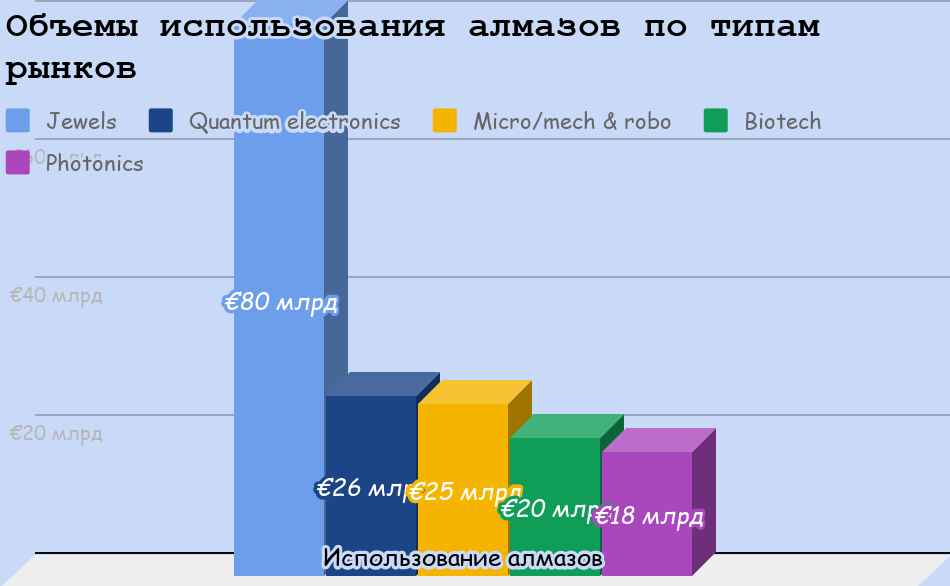 Объемы использования алмазов по типам
рынков
Jewels Quantum electronics Micro/mech & robo Biotech
Photonics
€40 млрд
€20 млрд
€80 млрд
€26 млрд
€25 млрд
€20 млрд
€18 млрд
Использование алмазов